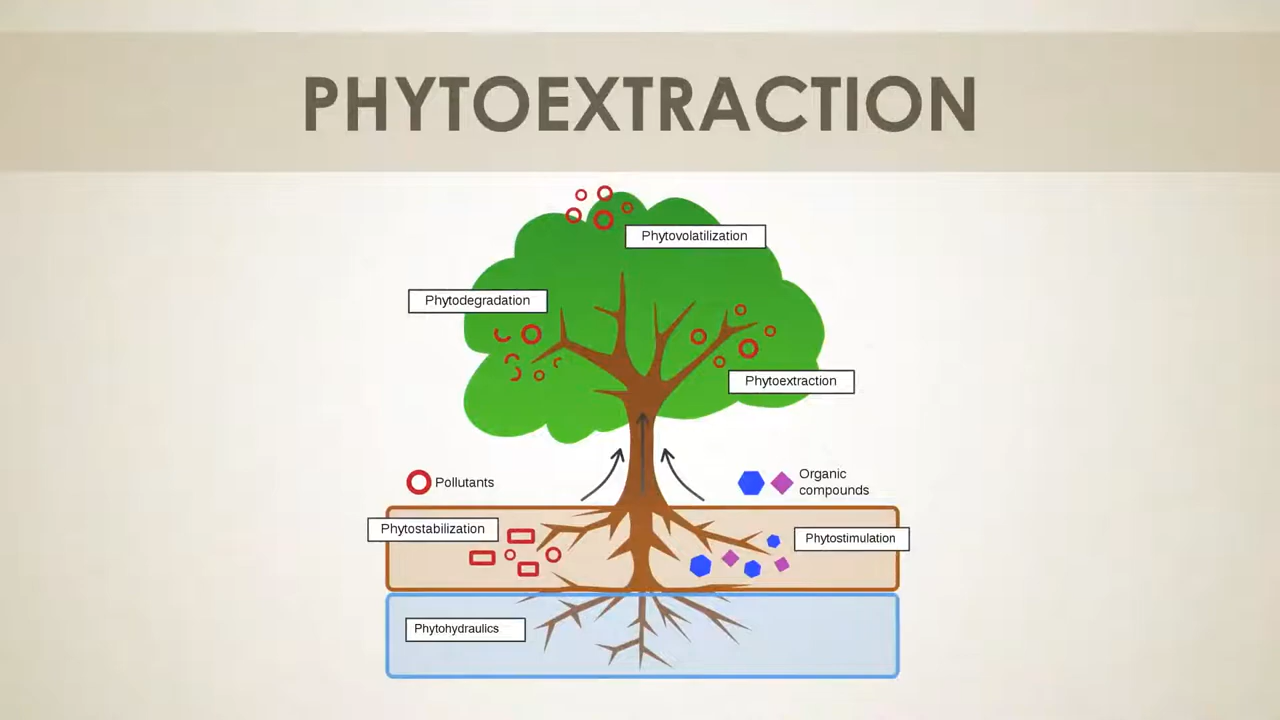 PHYTOEXTRACTION
Phytovolatilization
Phytodegradation
Phytoextraction
Pollutants
Organic
compounds
Phytostabilization
Phytostimulation
Phytohydraulics